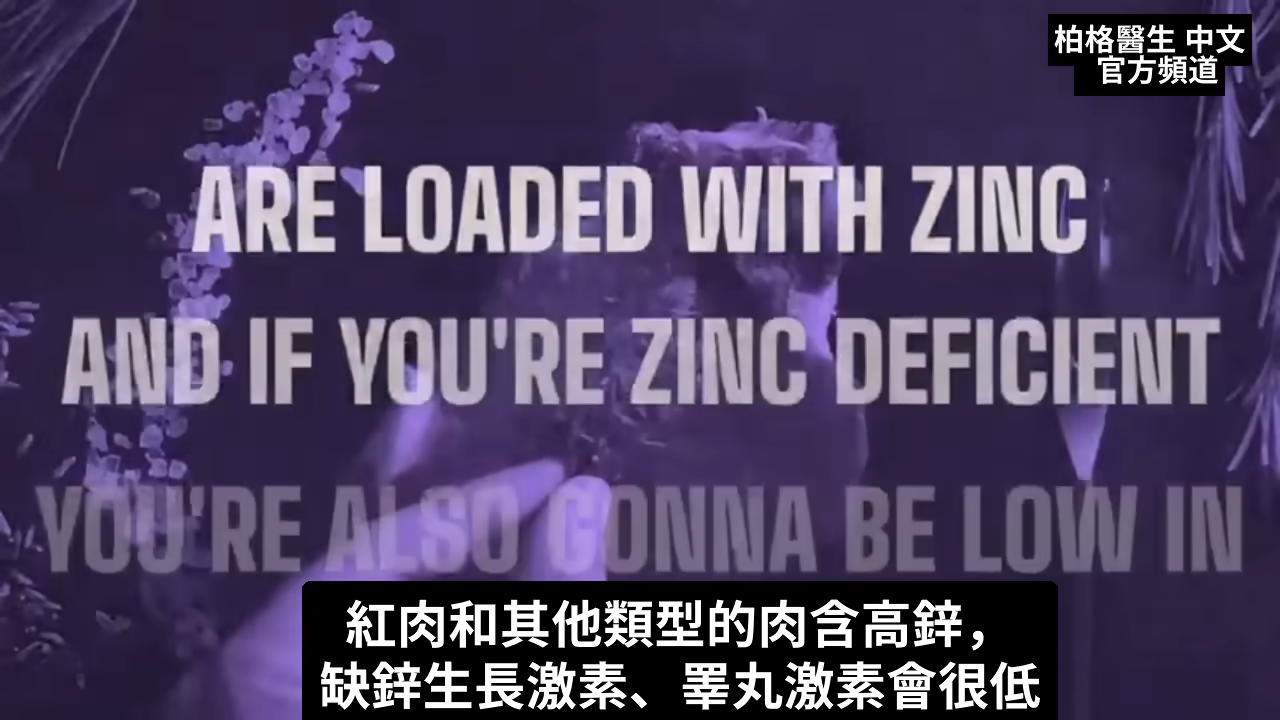 柏格醫生 中文
官方頻道
ARE LOADED WITH ZINC
AND IF YOU'RE ZINC DEFICIENT
YOU'RE ALSO GONNA BE LOW IN
紅肉和其他類型的肉含高鋅，
缺鋅生長激素、睪丸激素會很低